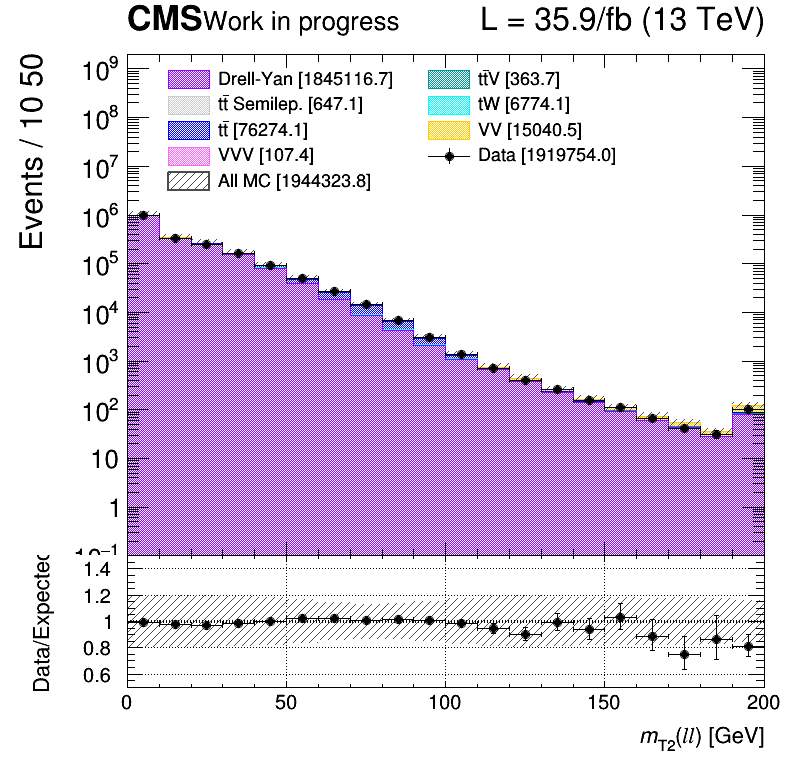 CMS Work in progress L = 35.9/fb (13 TeV)
Events / 10 50
10⁹
10⁸
10⁷
10⁶
10⁵
10⁴
10³
10²
10
1
10⁻¹
Drell-Yan [1845116.7]
tt̄ Semilep. [647.1]
tt̄ [76274.1]
VVV [107.4]
All MC [1944323.8]
tt̄V [363.7]
tW [6774.1]
VV [15040.5]
Data [1919754.0]
Data/Expected
1.4
1.2
1
0.8
0.6
0 50 100 150 200
m_T2(ll) [GeV]